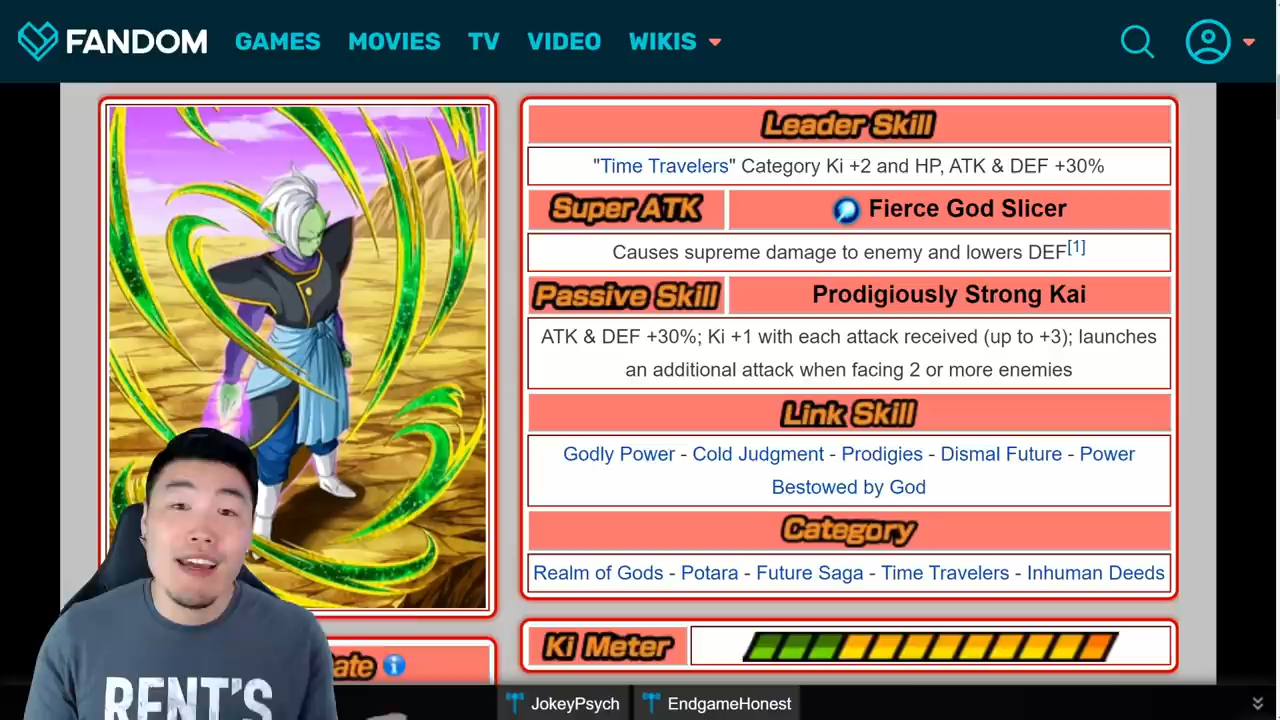 FANDOM GAMES MOVIES TV VIDEO WIKIS
Leader Skill
"Time Travelers" Category Ki +2 and HP, ATK & DEF +30%
Super ATK Fierce God Slicer
Causes supreme damage to enemy and lowers DEF[1]
Passive Skill Prodigiously Strong Kai
ATK & DEF +30%; Ki +1 with each attack received (up to +3); launches
an additional attack when facing 2 or more enemies
Link Skill
Godly Power - Cold Judgment - Prodigies - Dismal Future - Power
Bestowed by God
Category
Realm of Gods - Potara - Future Saga - Time Travelers - Inhuman Deeds
Ki Meter
ate i
RENT'S
JokeyPsych EndgameHonest